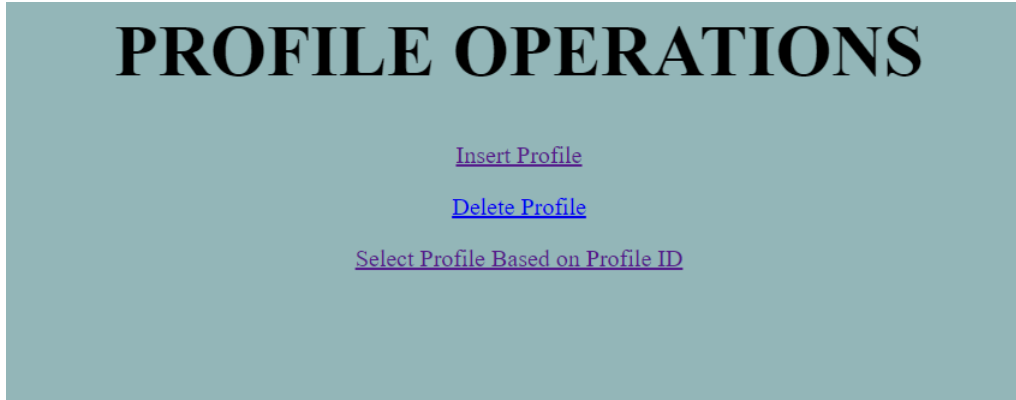 PROFILE OPERATIONS
Insert Profile
Delete Profile
Select Profile Based on Profile ID